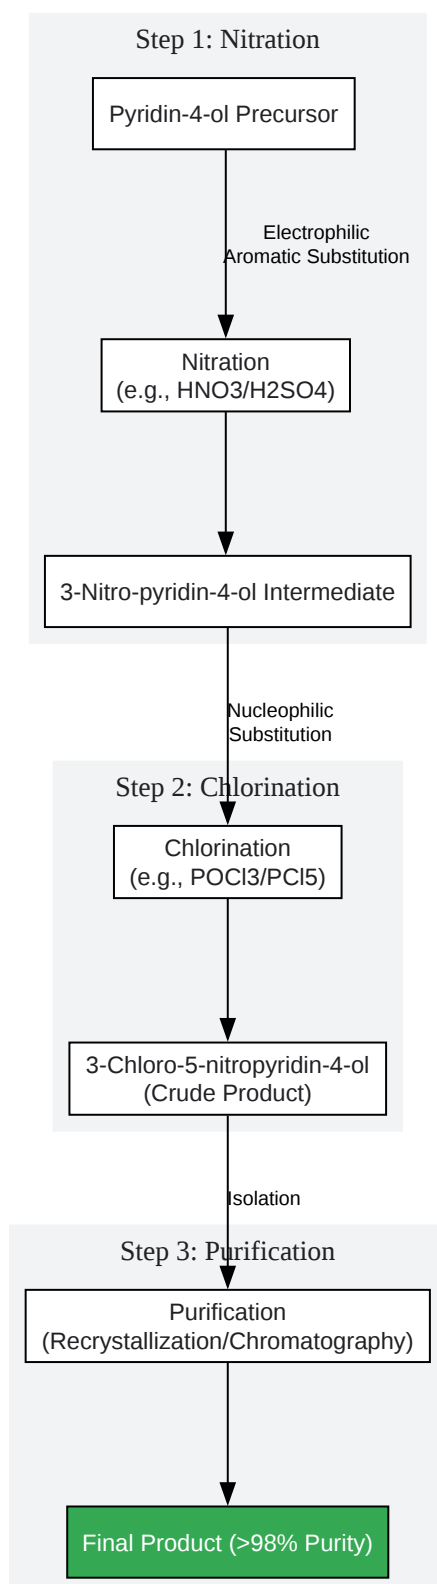 Step 1: Nitration
Pyridin-4-ol Precursor
Electrophilic
Aromatic Substitution
Nitration
(e.g., HNO3/H2SO4)
3-Nitro-pyridin-4-ol Intermediate
Nucleophilic
Substitution
Step 2: Chlorination
Chlorination
(e.g., POCl3/PCl5)
3-Chloro-5-nitropyridin-4-ol
(Crude Product)
Isolation
Step 3: Purification
Purification
(Recrystallization/Chromatography)
Final Product (>98% Purity)